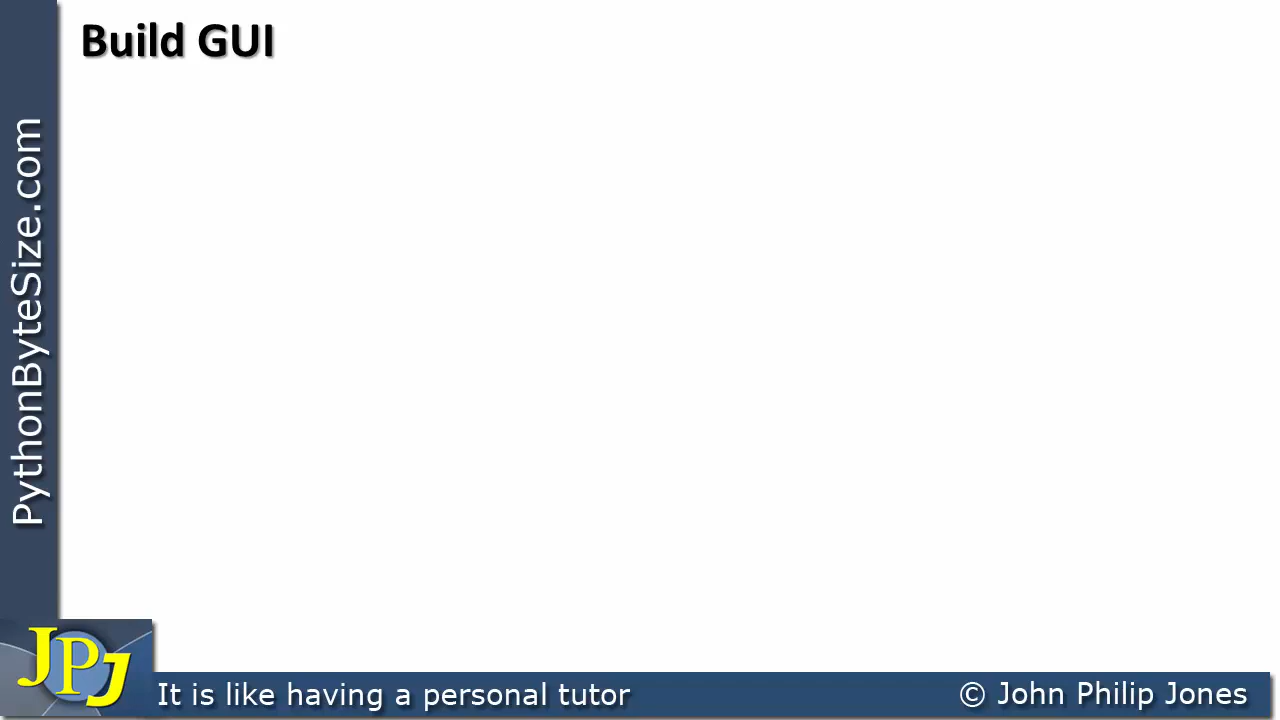 Build GUI
PythonByteSize.com
JPJ
It is like having a personal tutor
© John Philip Jones